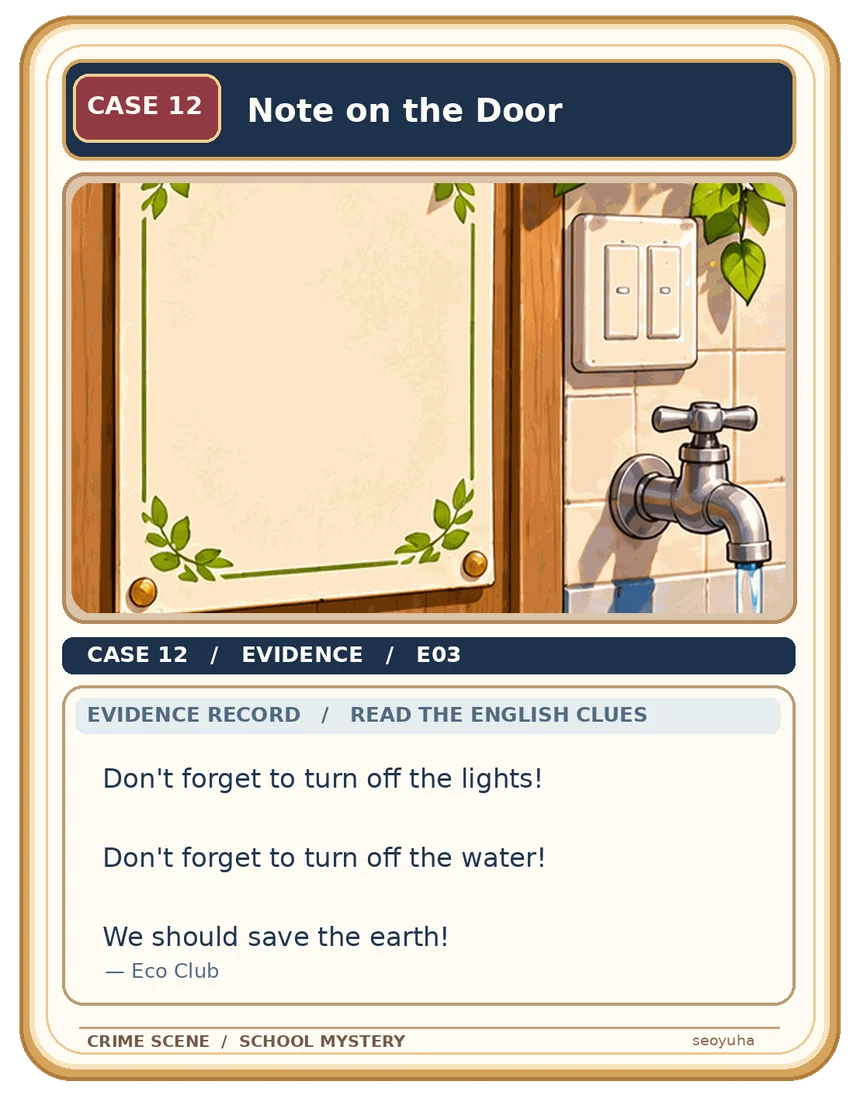 CASE 12 Note on the Door
CASE 12 / EVIDENCE / E03
EVIDENCE RECORD / READ THE ENGLISH CLUES
Don't forget to turn off the lights!
Don't forget to turn off the water!
We should save the earth!
— Eco Club
CRIME SCENE / SCHOOL MYSTERY seoyuha